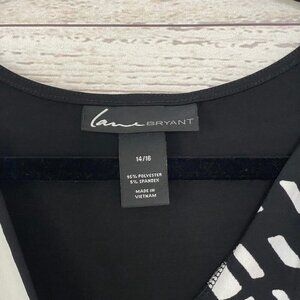 Lane BRYANT
14/16
95% POLYESTER
5% SPANDEX
MADE IN
VIETNAM